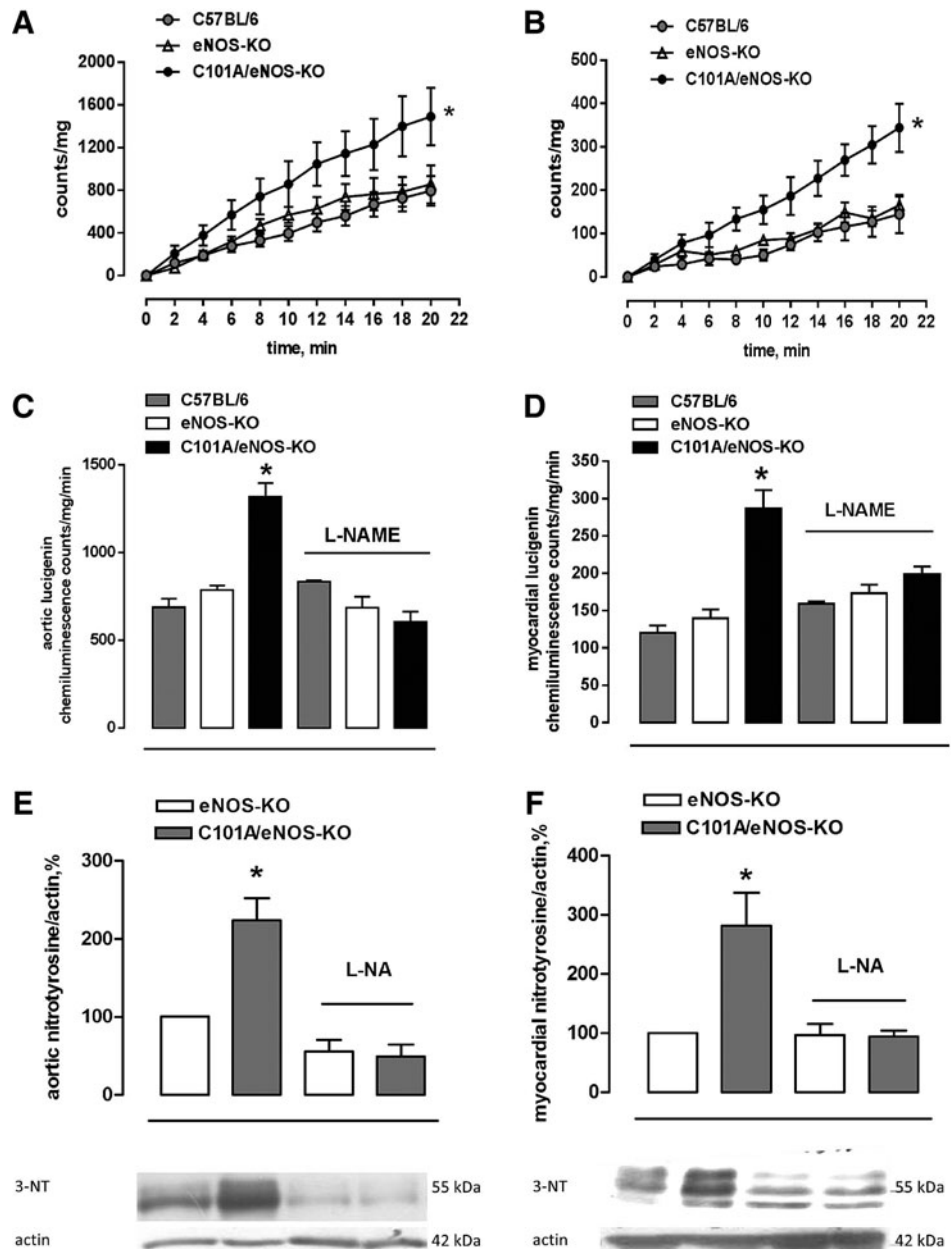 A
C57BL/6
eNOS-KO
C101A/eNOS-KO
counts/mg
2000
1600
1200
800
400
0
*
0 2 4 6 8 10 12 14 16 18 20 22
time, min
B
C57BL/6
eNOS-KO
C101A/eNOS-KO
counts/mg
500
400
300
200
100
0
*
0 2 4 6 8 10 12 14 16 18 20 22
time, min
C
C57BL/6
eNOS-KO
C101A/eNOS-KO
aortic lucigenin
chemiluminescence counts/mg/min
1500
1000
500
0
*
L-NAME
D
C57BL/6
eNOS-KO
C101A/eNOS-KO
myocardial lucigenin
chemiluminescence counts/mg/min
350
300
250
200
150
100
50
0
*
L-NAME
E
eNOS-KO
C101A/eNOS-KO
aortic nitrotyrosine/actin,%
300
200
100
0
*
L-NA
3-NT
55 kDa
actin
42 kDa
F
eNOS-KO
C101A/eNOS-KO
myocardial nitrotyrosine/actin,%
400
300
200
100
0
*
L-NA
3-NT
55 kDa
actin
42 kDa